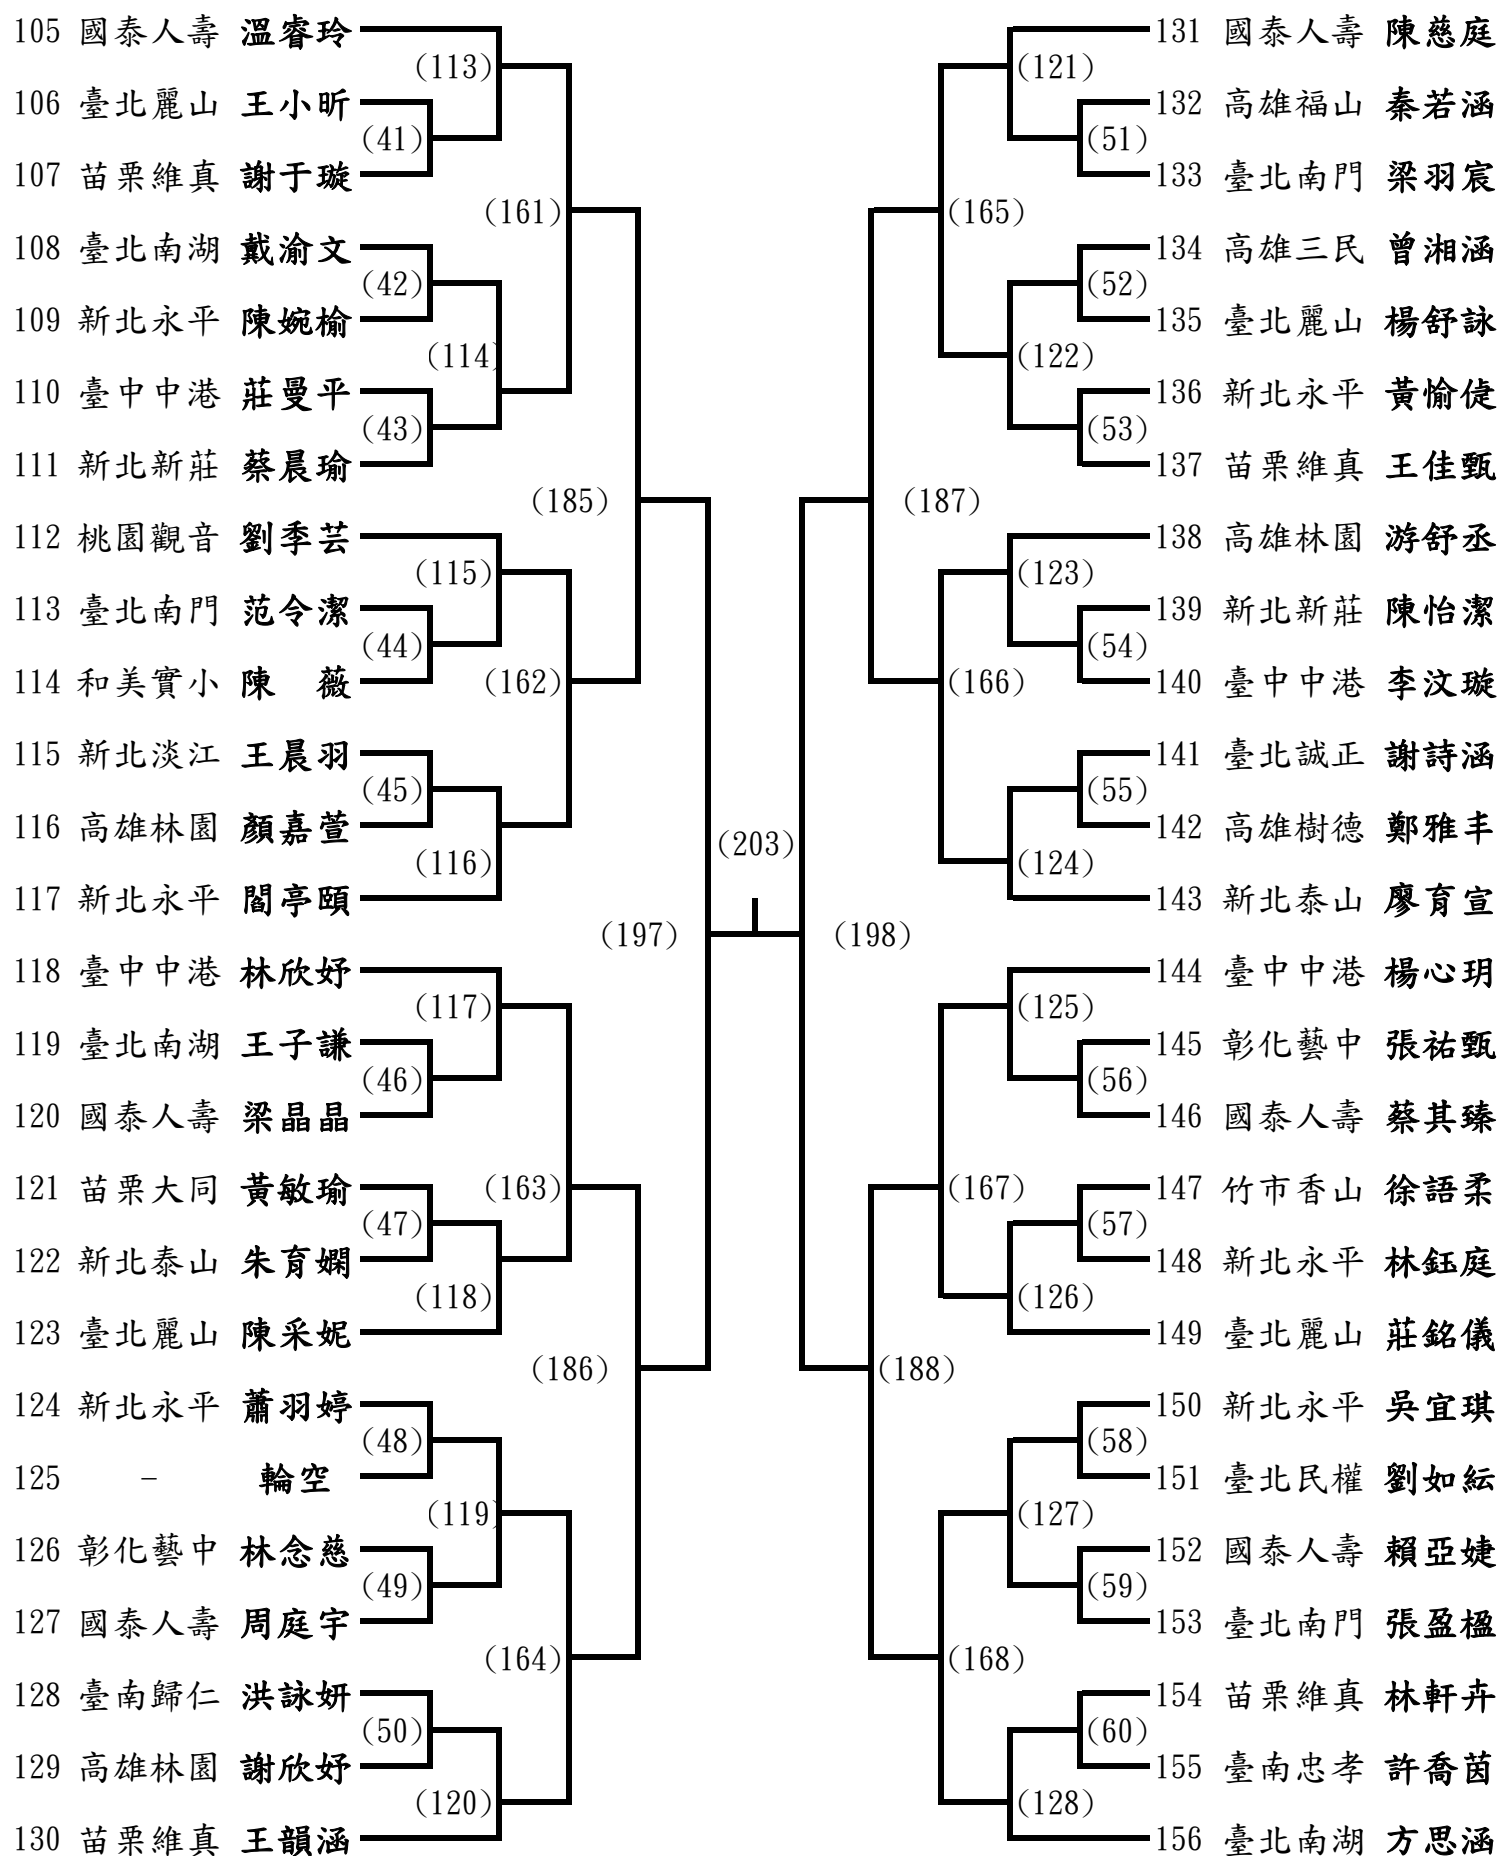 105 國泰人壽 溫睿玲
(113)
106 臺北麗山 王小昕
(41)
107 苗栗維真 謝于璇
(161)
108 臺北南湖 戴渝文
(42)
109 新北永平 陳婉榆
(114)
110 臺中中港 莊曼平
(43)
111 新北新莊 蔡晨瑜
(185)
112 桃園觀音 劉季芸
(115)
113 臺北南門 范令潔
(44)
114 和美實小 陳　薇
(162)
115 新北淡江 王晨羽
(45)
116 高雄林園 顏嘉萱
(116)
117 新北永平 閻亭頤
(197)
118 臺中中港 林欣妤
(117)
119 臺北南湖 王子謙
(46)
120 國泰人壽 梁晶晶
121 苗栗大同 黃敏瑜
(163)
(47)
122 新北泰山 朱育嫻
(118)
123 臺北麗山 陳采妮
(186)
124 新北永平 蕭羽婷
(48)
125 - 輪空
(119)
126 彰化藝中 林念慈
(49)
127 國泰人壽 周庭宇
(164)
128 臺南歸仁 洪詠妍
(50)
129 高雄林園 謝欣妤
(120)
130 苗栗維真 王韻涵
(203)
131 國泰人壽 陳慈庭
(121)
132 高雄福山 秦若涵
(51)
133 臺北南門 梁羽宸
(165)
134 高雄三民 曾湘涵
(52)
135 臺北麗山 楊舒詠
(122)
136 新北永平 黃愉偼
(53)
137 苗栗維真 王佳甄
(187)
138 高雄林園 游舒丞
(123)
139 新北新莊 陳怡潔
(54)
140 臺中中港 李汶璇
(166)
141 臺北誠正 謝詩涵
(55)
142 高雄樹德 鄭雅丰
(124)
143 新北泰山 廖育宣
(198)
144 臺中中港 楊心玥
(125)
145 彰化藝中 張祐甄
(56)
146 國泰人壽 蔡其臻
147 竹市香山 徐語柔
(167)
(57)
148 新北永平 林鈺庭
(126)
149 臺北麗山 莊銘儀
(188)
150 新北永平 吳宜琪
(58)
151 臺北民權 劉如紜
(127)
152 國泰人壽 賴亞婕
(59)
153 臺北南門 張盈楹
(168)
154 苗栗維真 林軒卉
(60)
155 臺南忠孝 許喬茵
(128)
156 臺北南湖 方思涵